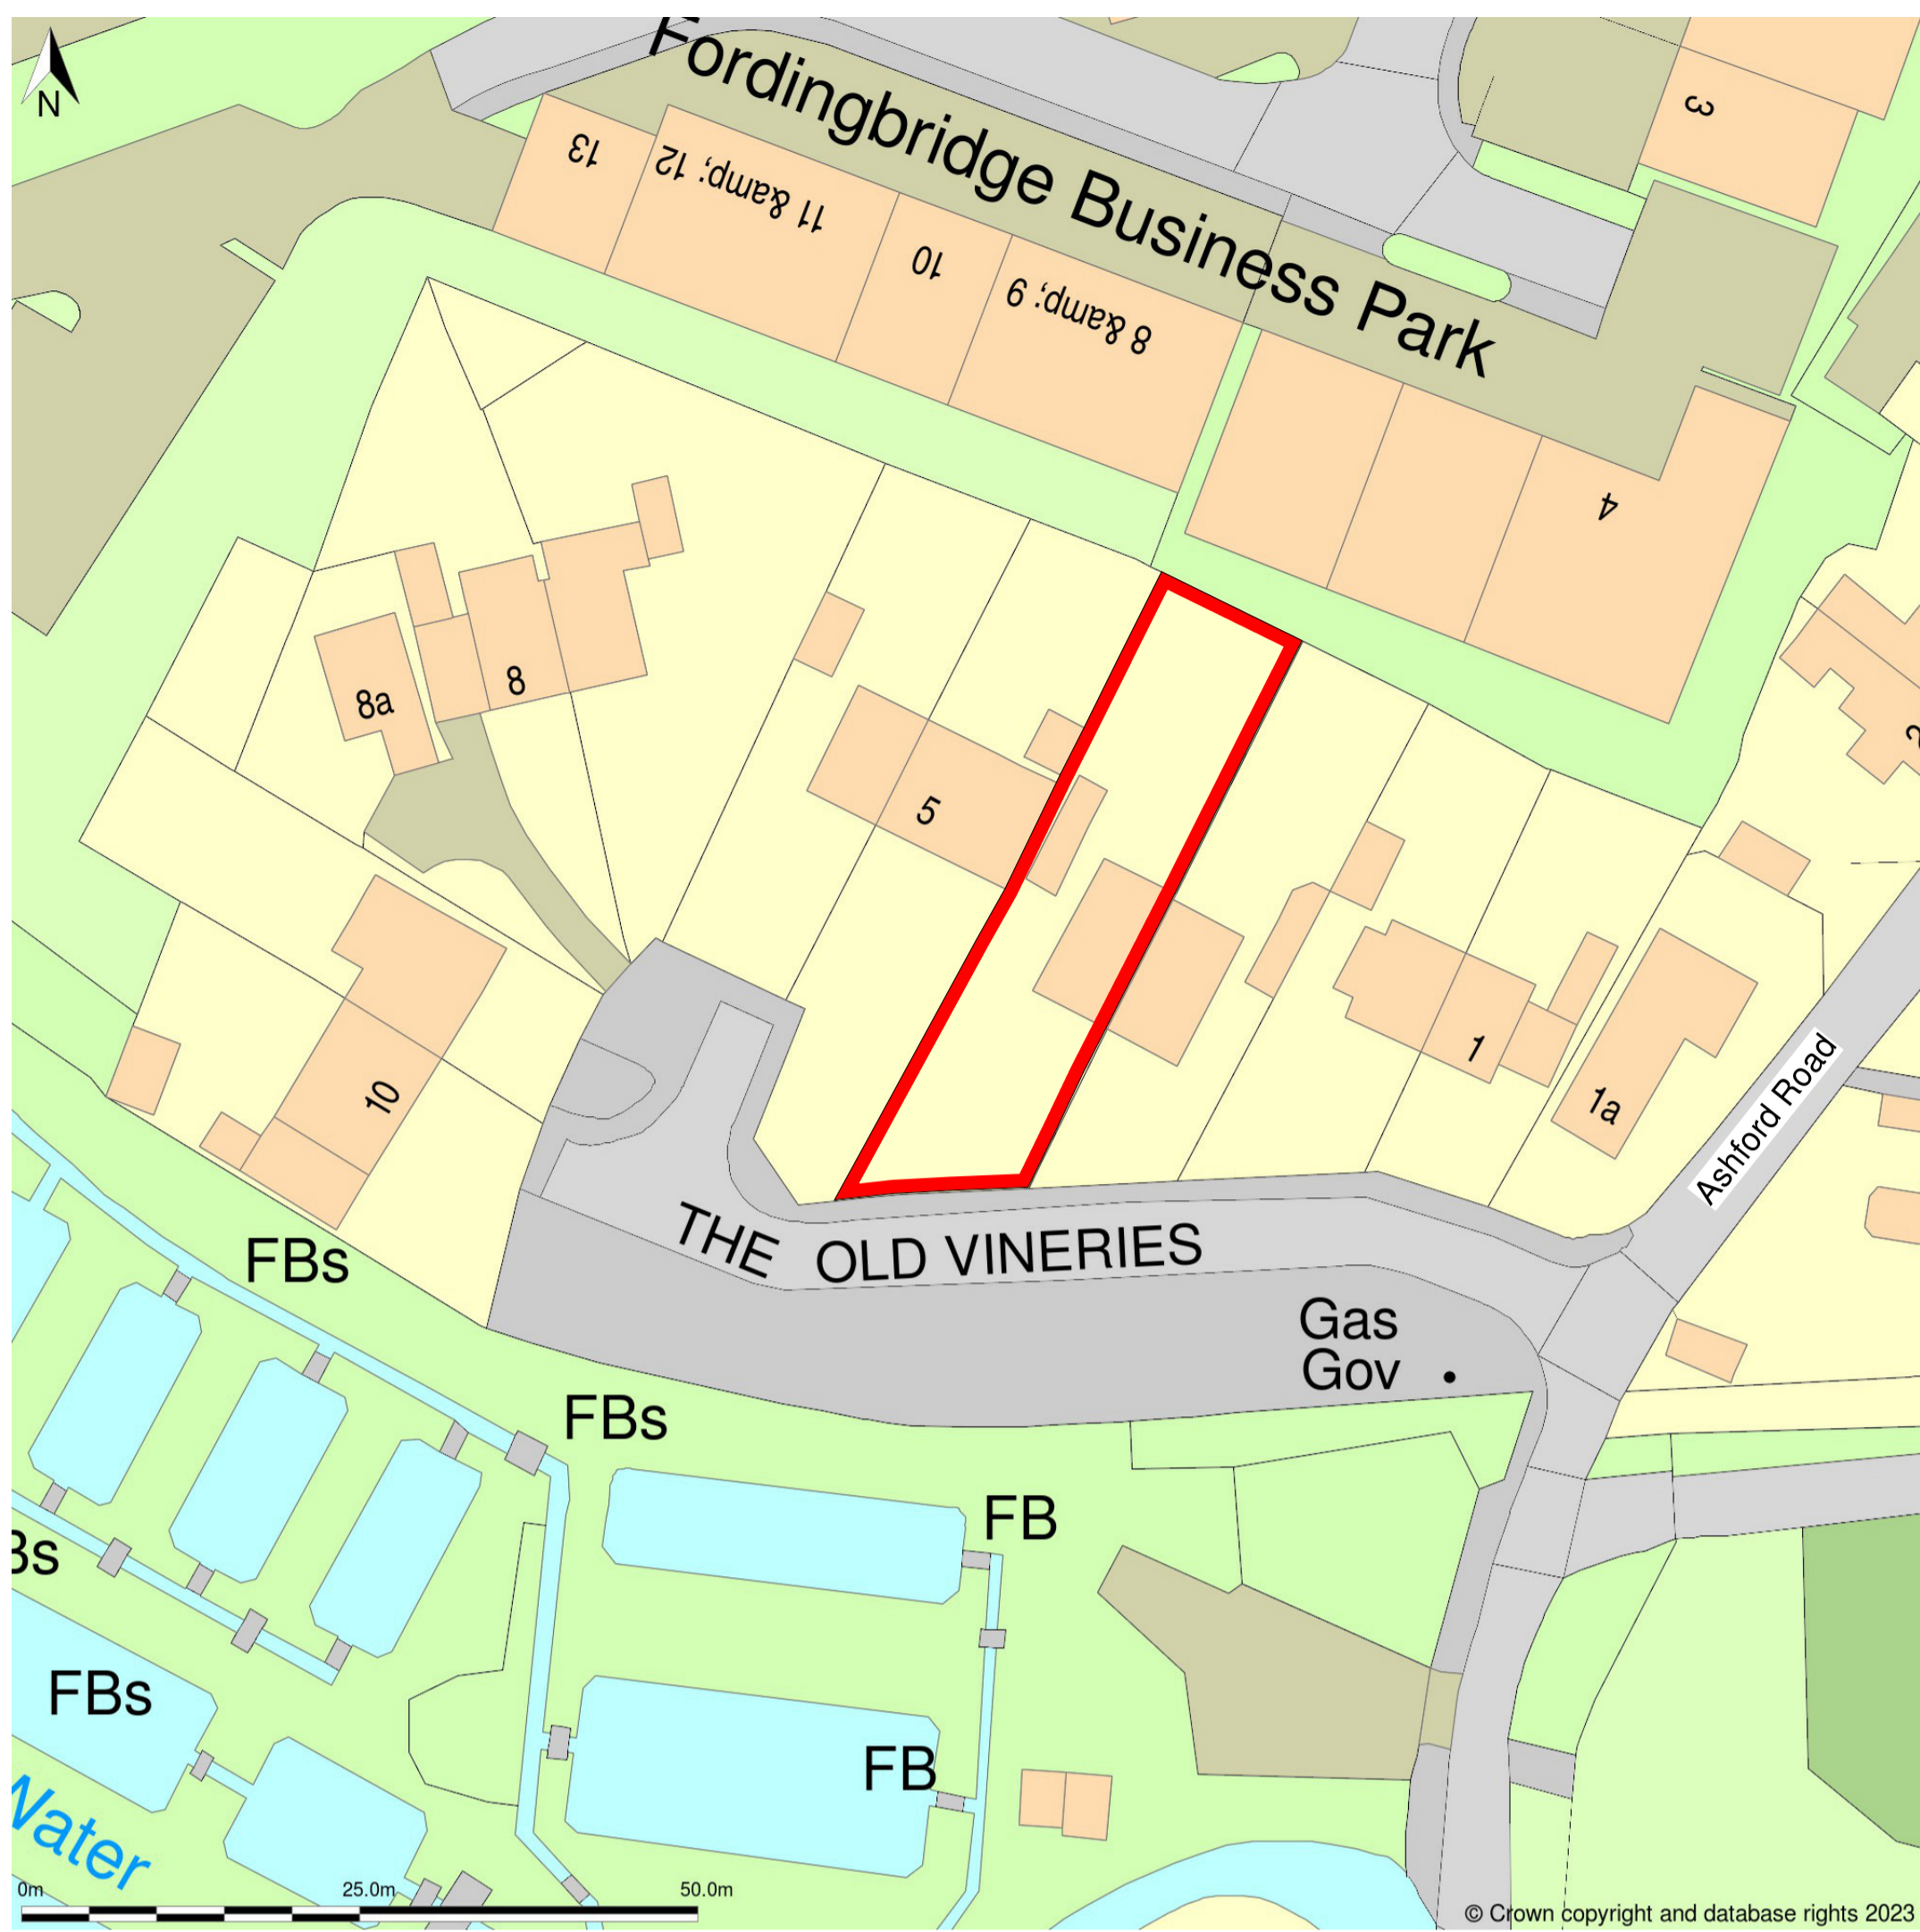 N
Fordingbridge Business Park
3
13
11 &amp; 12
10
8 &amp; 9
4
8a
8
5
2
10
1
1a
Ashford Road
THE OLD VINERIES
FBs
Gas
Gov
FBs
FB
Bs
FBs
FB
Water
0m 25.0m 50.0m
© Crown copyright and database rights 2023